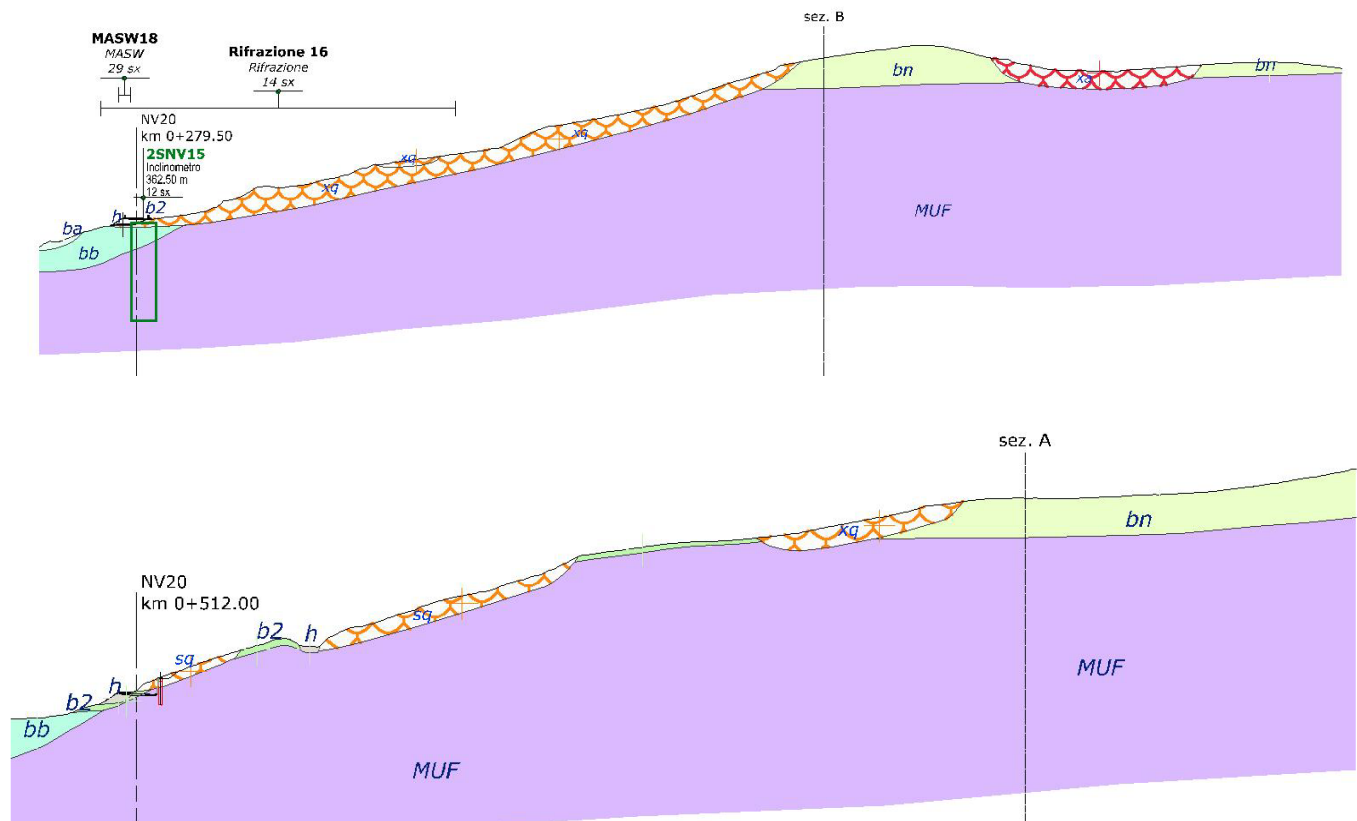 sez. B
MASW18
MASW
29 sx
Rifrazione 16
Rifrazione
14 sx
bn
xq
bn
NV20
km 0+279.50
2SNV15
Inclinometro
362.50 m
12 sx
xq
xq
xq
h
b2
ba
bb
MUF
sez. A
xq
bn
NV20
km 0+512.00
sq
b2
h
sq
h
b2
bb
MUF
MUF